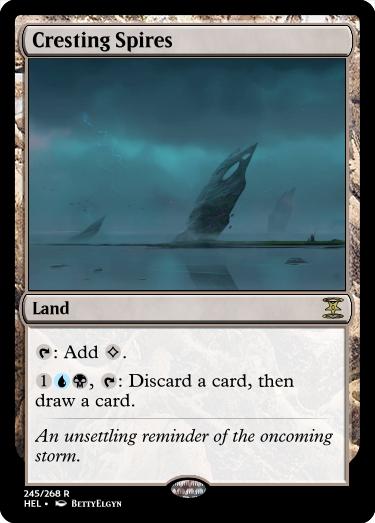 Cresting Spires
Land
: Add .
1, : Discard a card, then
draw a card.
An unsettling reminder of the oncoming
storm.
245/268 R
HEL • BETTYELGYN